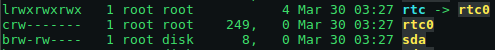 lrwxrwxrwx 1 root root 4 Mar 30 03:27 rtc -> rtc0
crw------- 1 root root 249, 0 Mar 30 03:27 rtc0
brw-rw---- 1 root disk 8, 0 Mar 30 03:27 sda